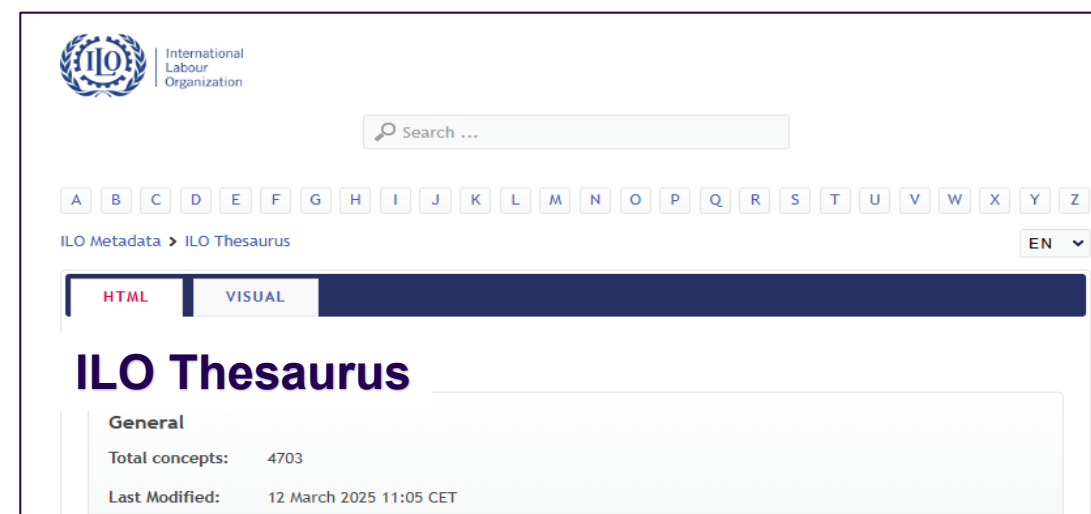 ILO
International
Labour
Organization
Search ...
A B C D E F G H I J K L M N O P Q R S T U V W X Y Z
ILO Metadata > ILO Thesaurus
EN
HTML VISUAL
ILO Thesaurus
General
Total concepts: 4703
Last Modified: 12 March 2025 11:05 CET